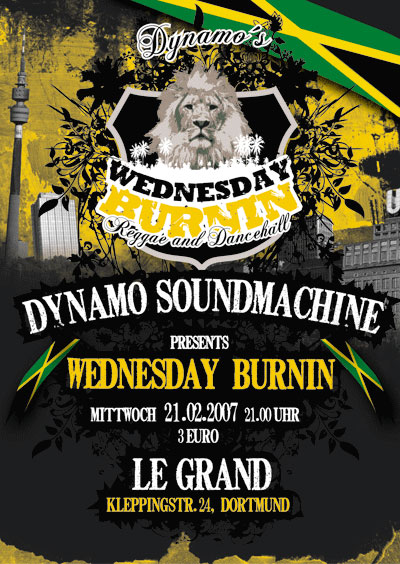 Dynamo's
WEDNESDAY
BURNIN
Reggae and Dancehall
U
DYNAMO SOUNDMACHINE
PRESENTS
WEDNESDAY BURNIN
MITTWOCH 21.02.2007 21.00 UHR
3 EURO
LE GRAND
KLEPPINGSTR.24, DORTMUND